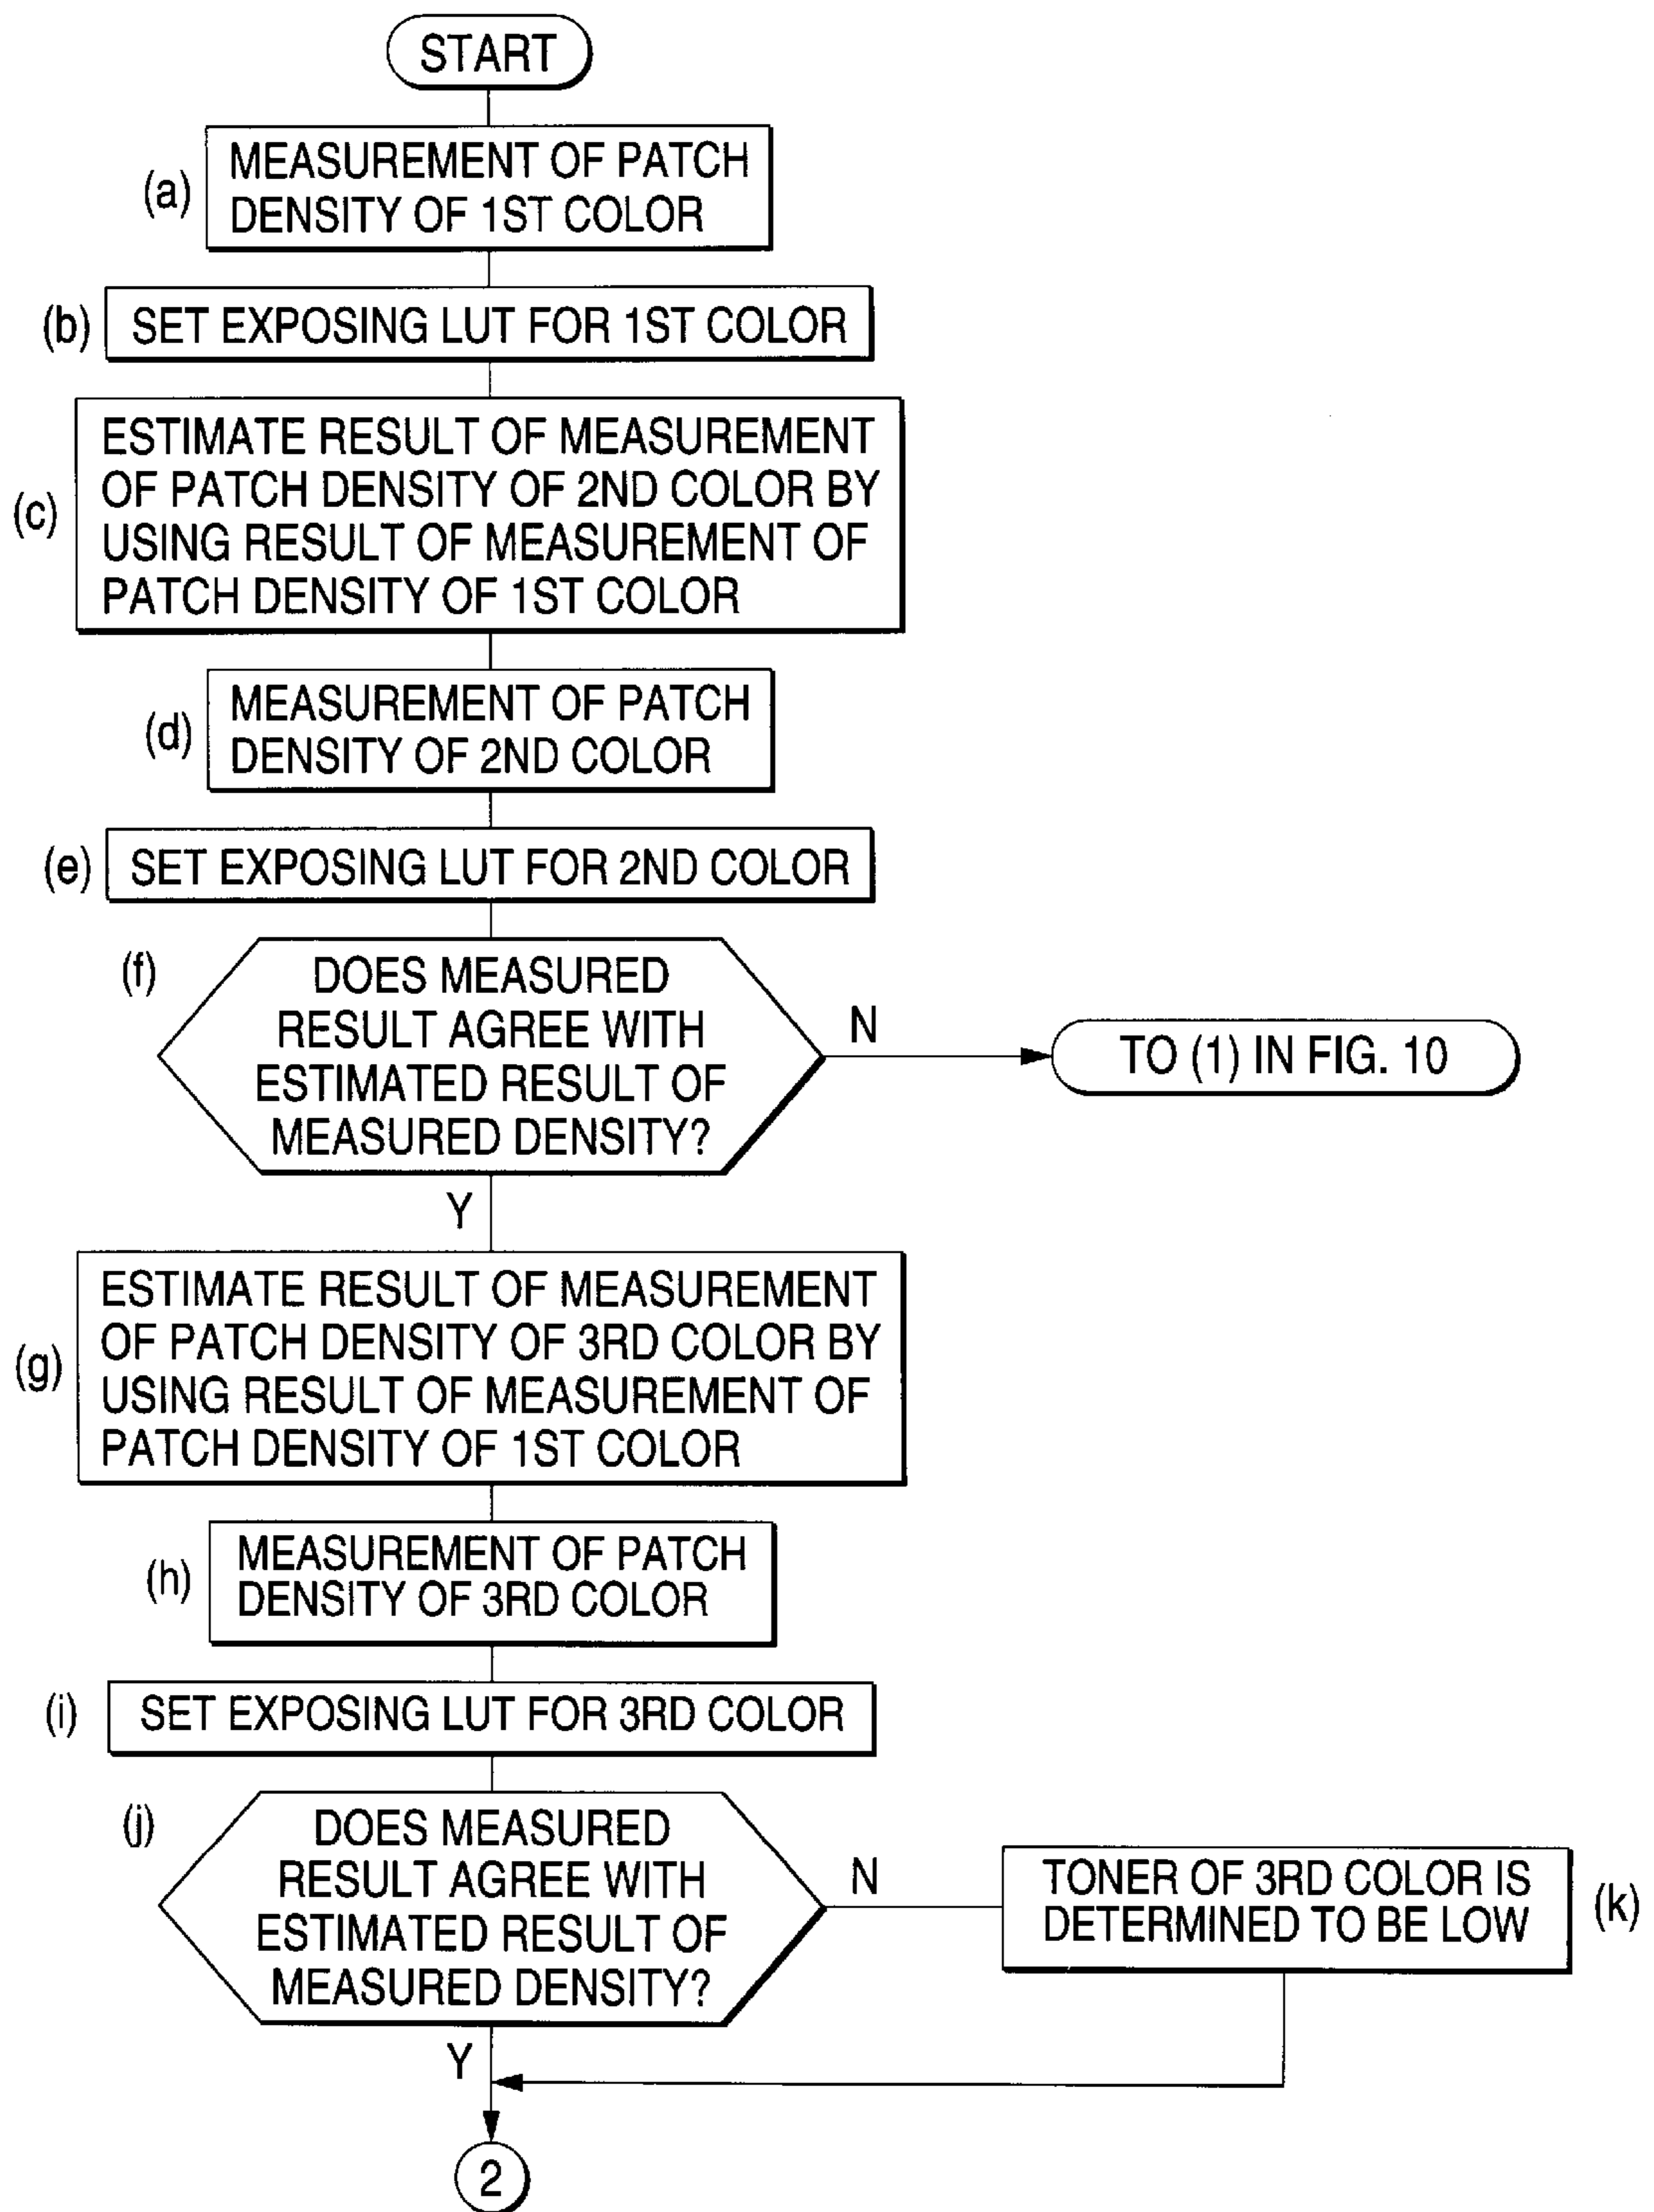 START
(a)
MEASUREMENT OF PATCH
DENSITY OF 1ST COLOR
(b)
SET EXPOSING LUT FOR 1ST COLOR
(c)
ESTIMATE RESULT OF MEASUREMENT
OF PATCH DENSITY OF 2ND COLOR BY
USING RESULT OF MEASUREMENT OF
PATCH DENSITY OF 1ST COLOR
(d)
MEASUREMENT OF PATCH
DENSITY OF 2ND COLOR
(e)
SET EXPOSING LUT FOR 2ND COLOR
(f)
DOES MEASURED
RESULT AGREE WITH
ESTIMATED RESULT OF
MEASURED DENSITY?
N
TO (1) IN FIG. 10
Y
(g)
ESTIMATE RESULT OF MEASUREMENT
OF PATCH DENSITY OF 3RD COLOR BY
USING RESULT OF MEASUREMENT OF
PATCH DENSITY OF 1ST COLOR
(h)
MEASUREMENT OF PATCH
DENSITY OF 3RD COLOR
(i)
SET EXPOSING LUT FOR 3RD COLOR
(j)
DOES MEASURED
RESULT AGREE WITH
ESTIMATED RESULT OF
MEASURED DENSITY?
N
TONER OF 3RD COLOR IS
DETERMINED TO BE LOW
(k)
Y
2